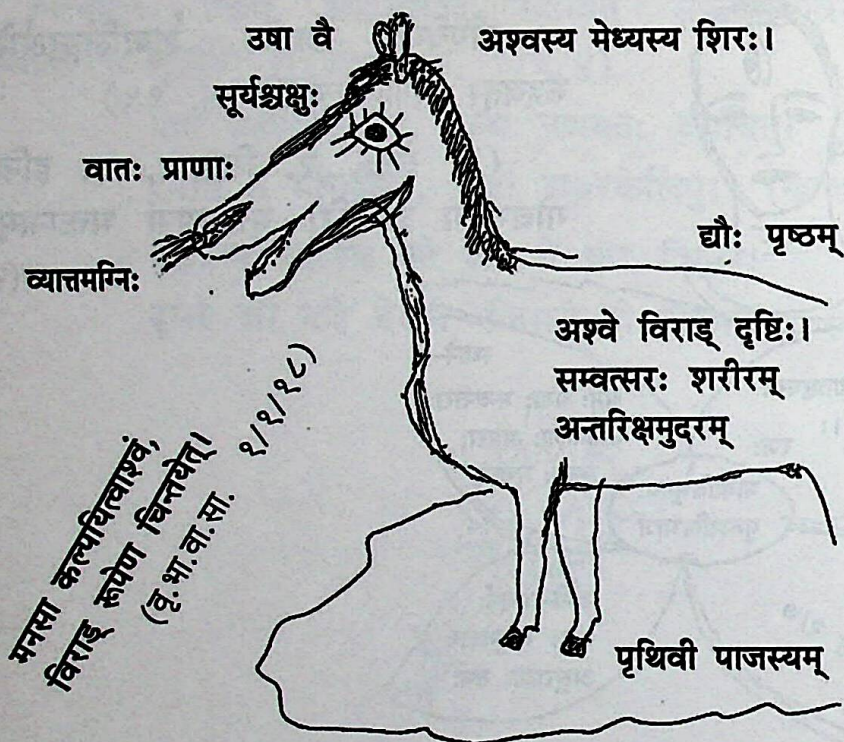 उषा वै अश्वस्य मेध्यस्य शिरः।
सूर्यश्चक्षुः
वातः प्राणाः
व्यात्तमग्निः
द्यौः पृष्ठम्
अश्वे विराड् दृष्टिः।
सम्वत्सरः शरीरम्
अन्तरिक्षमुदरम्
मनसा कल्पयित्वाश्वं,
विराड् रूपेण चिन्तयेत्।
(वृ.भा.वा.सा. १/१/१८)
पृथिवी पाजस्यम्